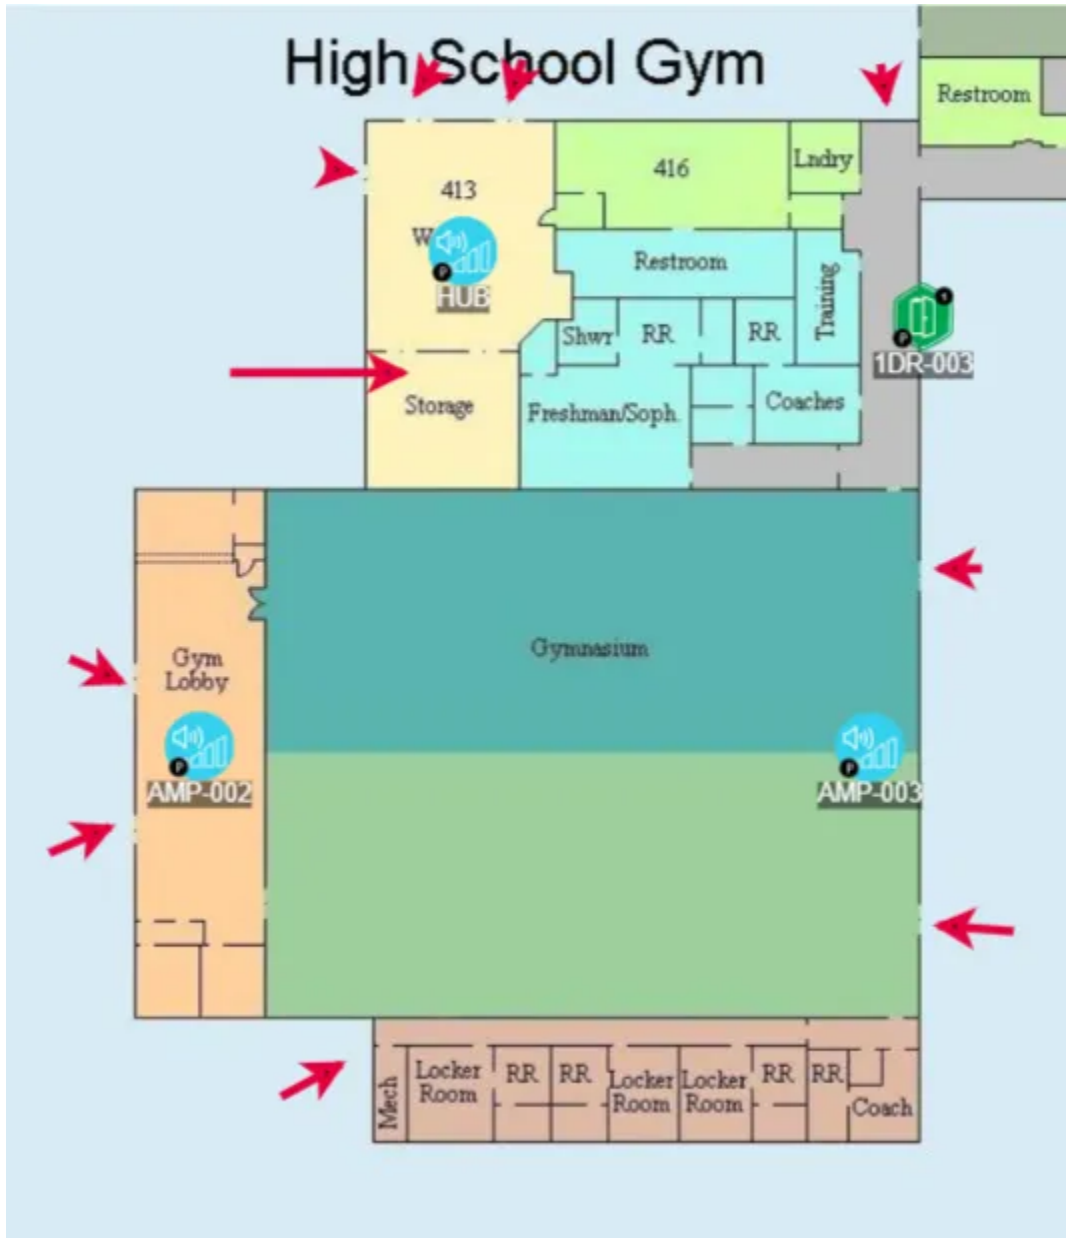 High School Gym
Restroom
Lndry
416
413
W
HUB
Restroom
Training
Shwr
RR
RR
1DR-003
Storage
Freshman/Soph.
Coaches
Gymnasium
Gym
Lobby
AMP-002
AMP-003
Mech
Locker
Room
RR
RR
Locker
Room
Locker
Room
RR
RR
Coach